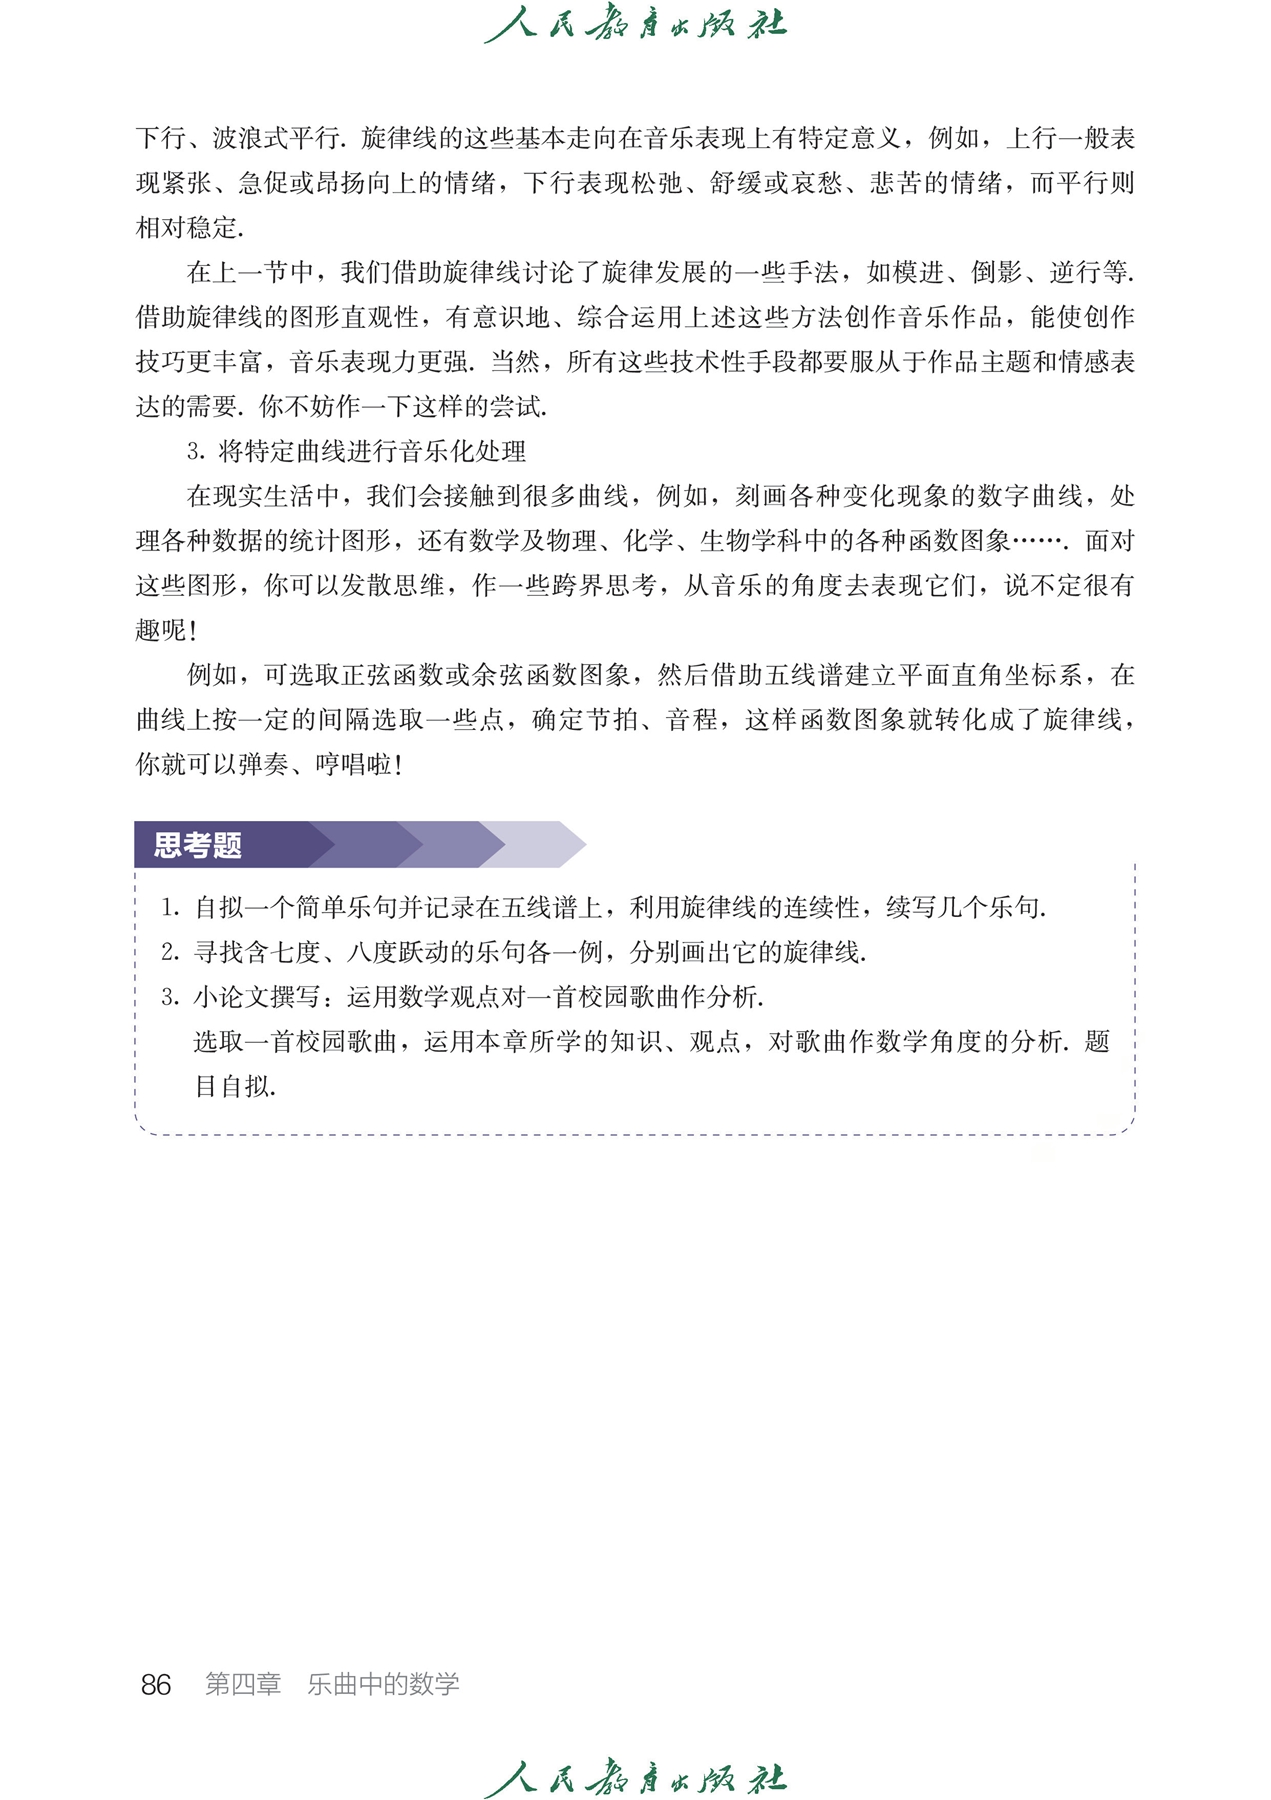 人民教育出版社
下行、波浪式平行. 旋律线的这些基本走向在音乐表现上有特定意义，例如，上行一般表
现紧张、急促或昂扬向上的情绪，下行表现松弛、舒缓或哀愁、悲苦的情绪，而平行则
相对稳定.
在上一节中，我们借助旋律线讨论了旋律发展的一些手法，如模进、倒影、逆行等.
借助旋律线的图形直观性，有意识地、综合运用上述这些方法创作音乐作品，能使创作
技巧更丰富，音乐表现力更强. 当然，所有这些技术性手段都要服从于作品主题和情感表
达的需要. 你不妨作一下这样的尝试.
3. 将特定曲线进行音乐化处理
在现实生活中，我们会接触到很多曲线，例如，刻画各种变化现象的数字曲线，处
理各种数据的统计图形，还有数学及物理、化学、生物学科中的各种函数图象……. 面对
这些图形，你可以发散思维，作一些跨界思考，从音乐的角度去表现它们，说不定很有
趣呢！
例如，可选取正弦函数或余弦函数图象，然后借助五线谱建立平面直角坐标系，在
曲线上按一定的间隔选取一些点，确定节拍、音程，这样函数图象就转化成了旋律线，
你就可以弹奏、哼唱啦！
思考题
1. 自拟一个简单乐句并记录在五线谱上，利用旋律线的连续性，续写几个乐句.
2. 寻找含七度、八度跃动的乐句各一例，分别画出它的旋律线.
3. 小论文撰写：运用数学观点对一首校园歌曲作分析.
选取一首校园歌曲，运用本章所学的知识、观点，对歌曲作数学角度的分析. 题
目自拟.
86 第四章 乐曲中的数学
人民教育出版社